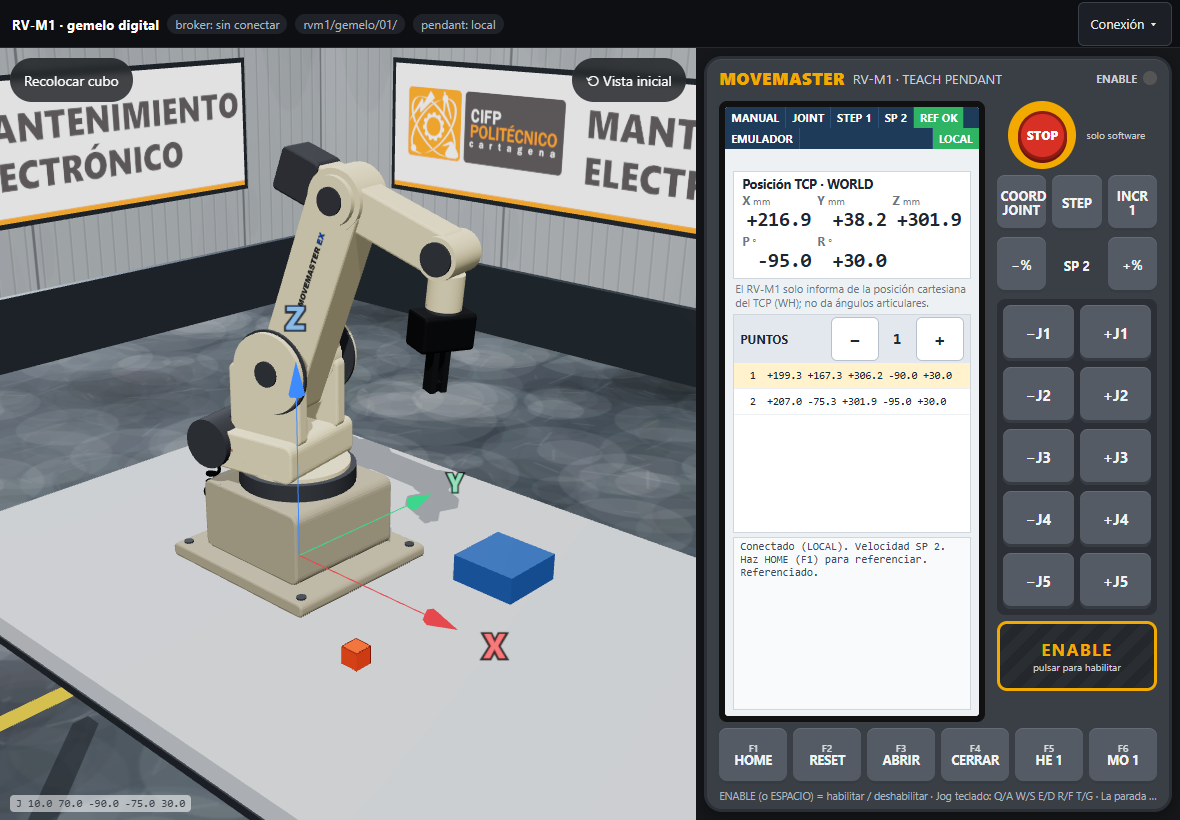 RV-M1 · gemelo digital
broker: sin conectar
rvm1/gemelo/01/
pendant: local
Conexión
Recolocar cubo
Vista inicial
ANTENIMIENTO
ECTRÓNICO
CIFP
POLITÉCNICO
cartagena
MANT
ELECT
MOVEMASTER EX
Z
Y
X
J 10.0 70.0 -90.0 -75.0 30.0
MOVEMASTER RV-M1 · TEACH PENDANT
ENABLE
MANUAL JOINT STEP 1 SP 2 REF OK
EMULADOR LOCAL
Posición TCP · WORLD
X mm Y mm Z mm
+216.9 +38.2 +301.9
P ° R °
-95.0 +30.0
El RV-M1 solo informa de la posición cartesiana
del TCP (WH); no da ángulos articulares.
PUNTOS − 1 +
1 +199.3 +167.3 +306.2 -90.0 +30.0
2 +207.0 -75.3 +301.9 -95.0 +30.0
Conectado (LOCAL). Velocidad SP 2.
Haz HOME (F1) para referenciar.
Referenciado.
STOP
solo software
COORD
JOINT
STEP
INCR
1
−% SP 2 +%
−J1 +J1
−J2 +J2
−J3 +J3
−J4 +J4
−J5 +J5
ENABLE
pulsar para habilitar
F1
HOME
F2
RESET
F3
ABRIR
F4
CERRAR
F5
HE 1
F6
MO 1
ENABLE (o ESPACIO) = habilitar / deshabilitar · Jog teclado: Q/A W/S E/D R/F T/G · La parada ...